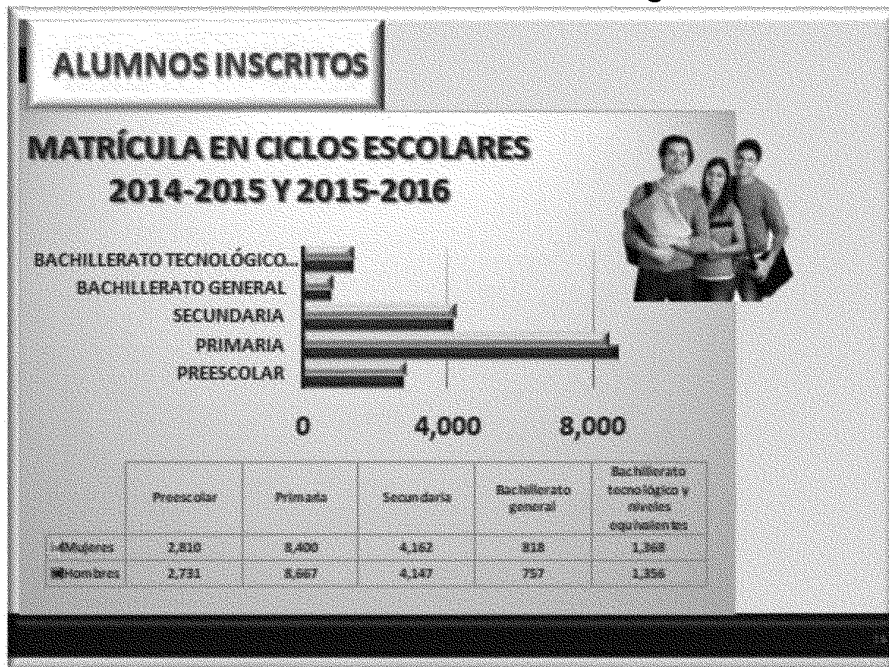 ALUMNOS INSCRITOS
MATRÍCULA EN CICLOS ESCOLARES
2014-2015 Y 2015-2016
BACHILLERATO TECNOLÓGICO...
BACHILLERATO GENERAL
SECUNDARIA
PRIMARIA
PREESCOLAR
0 4,000 8,000
Preescolar Primaria Secundaria Bachillerato general Bachillerato tecnológico y niveles equivalentes
Mujeres 2,810 8,400 4,162 818 1,368
Hombres 2,731 8,667 4,147 757 1,356